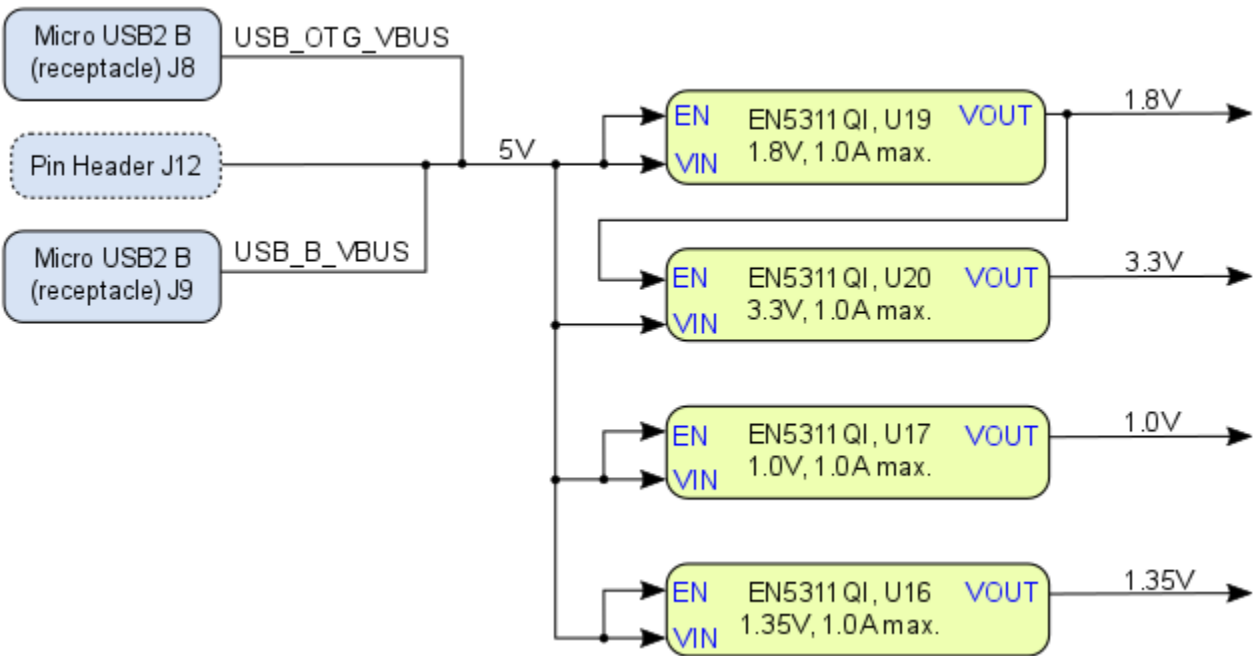 Micro USB2 B
(receptacle) J8
USB_OTG_VBUS
Pin Header J12
Micro USB2 B
(receptacle) J9
USB_B_VBUS
5V
EN
EN5311QI, U19
VOUT
1.8V, 1.0A max.
VIN
1.8V
EN
EN5311QI, U20
VOUT
3.3V, 1.0A max.
VIN
3.3V
EN
EN5311QI, U17
VOUT
1.0V, 1.0A max.
VIN
1.0V
EN
EN5311QI, U16
VOUT
1.35V, 1.0A max.
VIN
1.35V